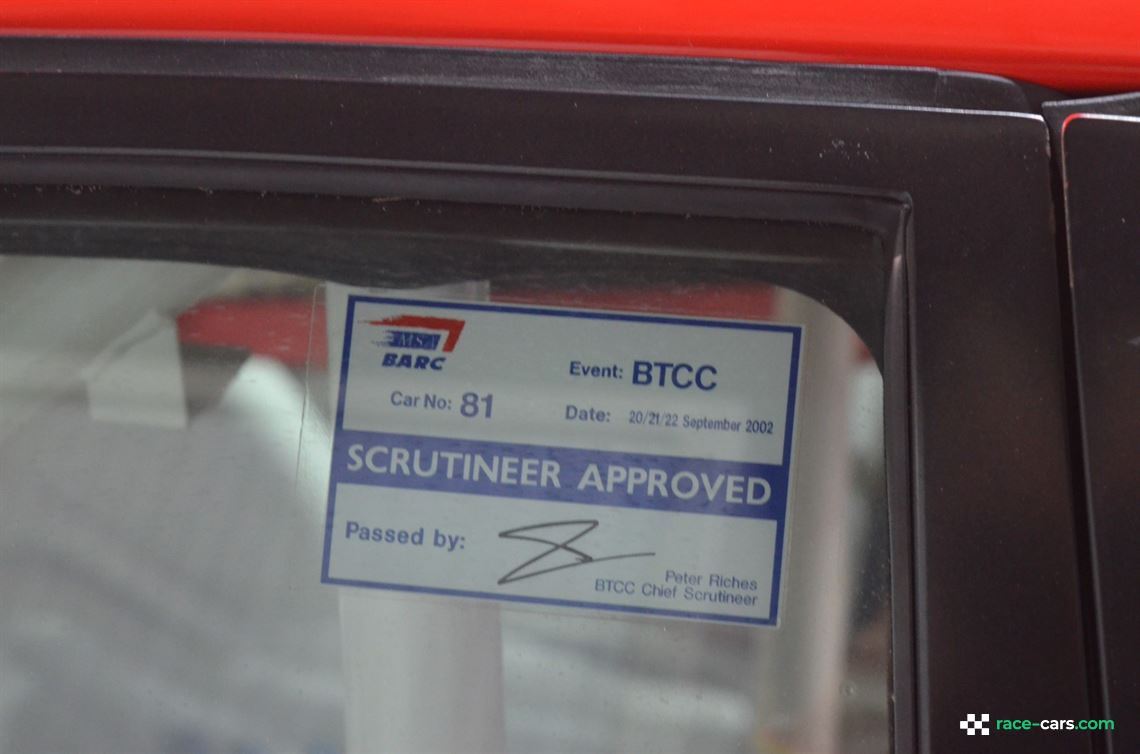 MSA
BARC
Event: BTCC
Car No: 81
Date: 20/21/22 September 2002
SCRUTINEER APPROVED
Passed by:
Peter Riches
BTCC Chief Scrutineer
race-cars.com